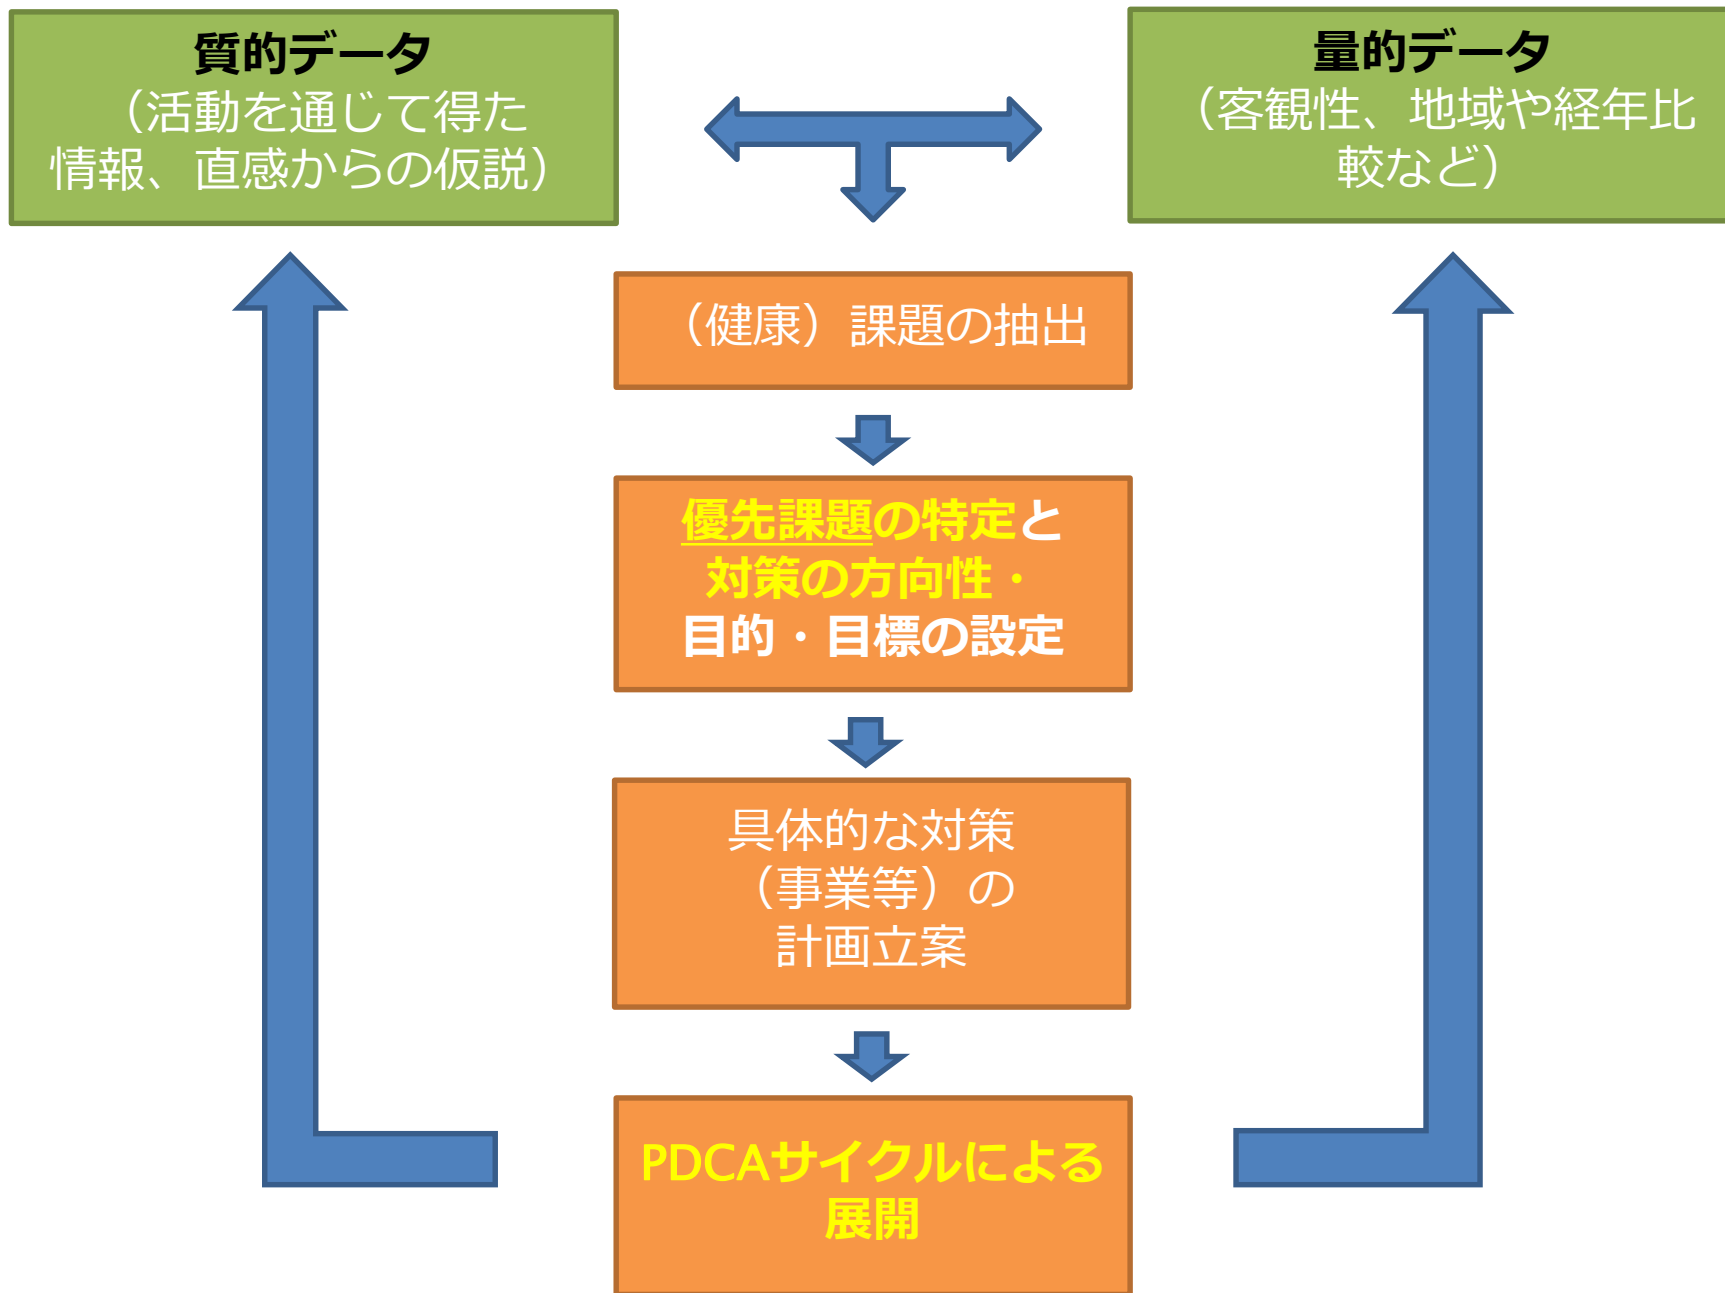 質的データ
（活動を通じて得た
情報、直感からの仮説）
量的データ
（客観性、地域や経年比
較など）
（健康）課題の抽出
優先課題の特定と
対策の方向性・
目的・目標の設定
具体的な対策
（事業等）の
計画立案
PDCAサイクルによる
展開